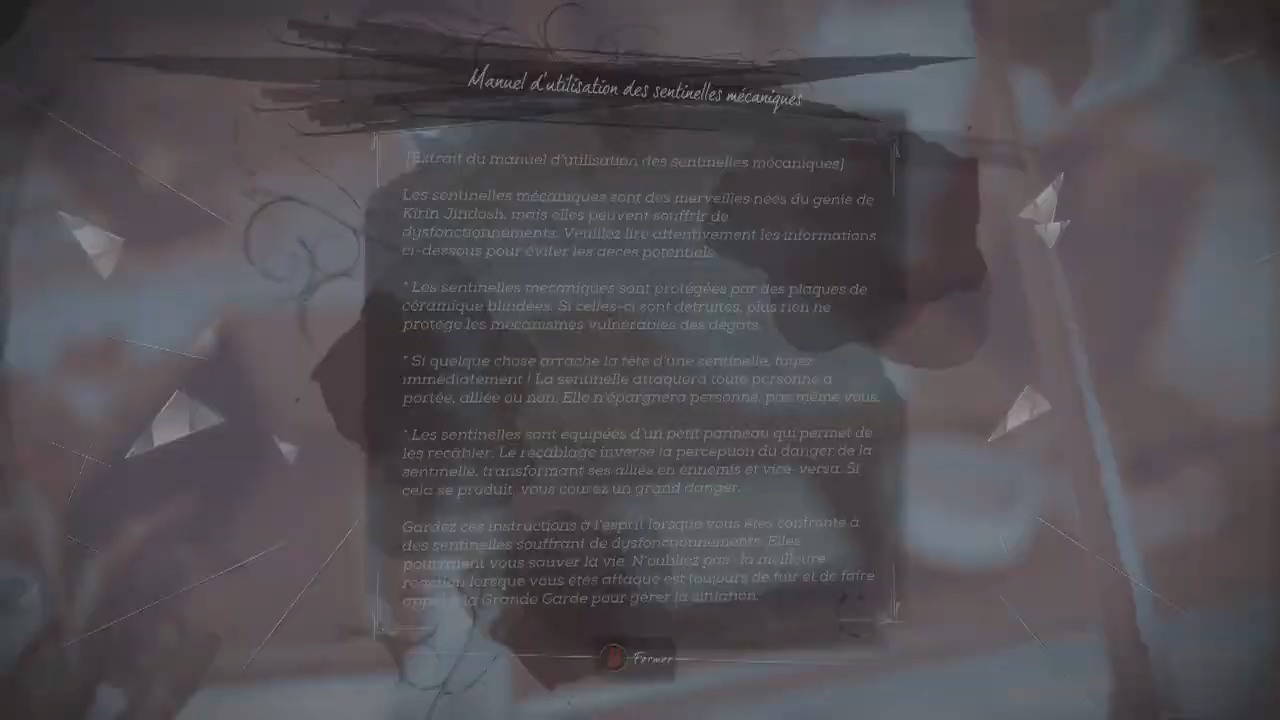 Manuel d'utilisation des sentinelles mécaniques
[Extrait du manuel d'utilisation des sentinelles mécaniques]
Les sentinelles mécaniques sont des merveilles nées du génie de
Kirin Jindosh, mais elles peuvent souffrir de
dysfonctionnements. Veuillez lire attentivement les informations
ci-dessous pour éviter les décès potentiels.
* Les sentinelles mécaniques sont protégées par des plaques de
céramique blindées. Si celles-ci sont détruites, plus rien ne
protège les mécanismes vulnérables des dégâts.
* Si quelque chose arrache la tête d'une sentinelle, fuyez
immédiatement ! La sentinelle attaquera toute personne à
portée, alliée ou non. Elle n'épargnera personne, pas même vous.
* Les sentinelles sont équipées d'un petit panneau qui permet de
les recâbler. Le recâblage inverse la perception du danger de la
sentinelle, transformant ses alliés en ennemis et vice-versa. Si
cela se produit, vous courez un grand danger.
Gardez ces instructions à l'esprit lorsque vous êtes confronté à
des sentinelles souffrant de dysfonctionnements. Elles
pourraient vous sauver la vie. N'oubliez pas : la meilleure
réaction lorsque vous êtes attaqué est toujours de fuir et de faire
appel à la Grande Garde pour gérer la situation.
Fermer